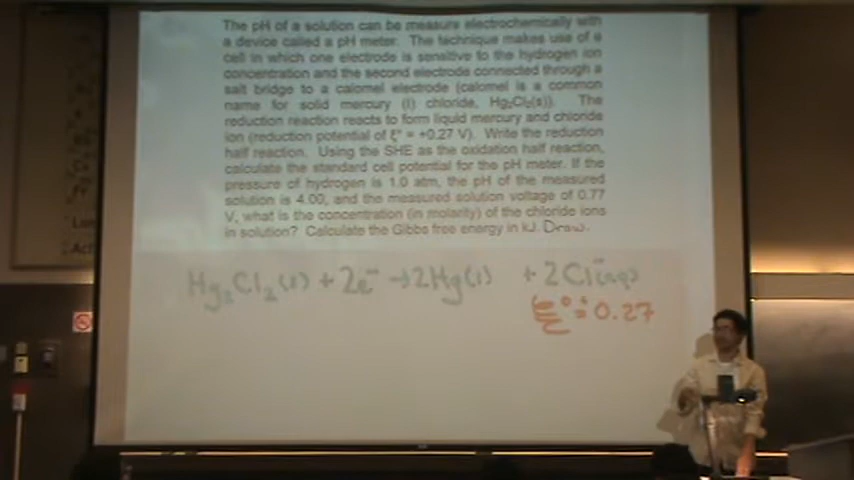 The pH of a solution can be measure electrochemically with
a device called a pH meter. The technique makes use of a
cell in which one electrode is sensitive to the hydrogen ion
concentration and the second electrode connected through a
salt bridge to a calomel electrode (calomel is a common
name for solid mercury (I) chloride, Hg₂Cl₂(s)). The
reduction reaction reacts to form liquid mercury and chloride
ion (reduction potential of ξ° = +0.27 V). Write the reduction
half reaction. Using the SHE as the oxidation half reaction,
calculate the standard cell potential for the pH meter. If the
pressure of hydrogen is 1.0 atm, the pH of the measured
solution is 4.00, and the measured solution voltage of 0.77
V, what is the concentration (in molarity) of the chloride ions
in solution? Calculate the Gibbs free energy in kJ. Draw.
Hg₂Cl₂(s) + 2e⁻ → 2Hg(l) + 2Cl⁻(aq)
ξ° = + 0.27